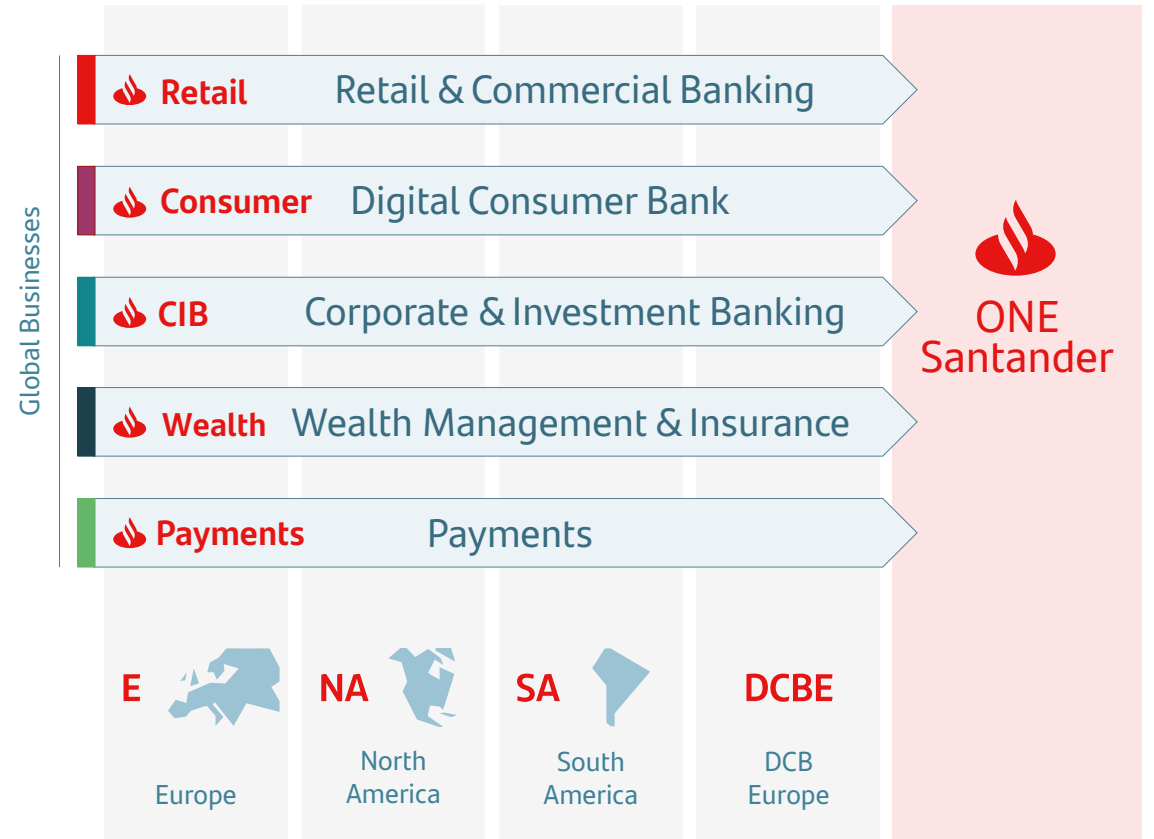 Global Businesses
Retail Retail & Commercial Banking
Consumer Digital Consumer Bank
CIB Corporate & Investment Banking
Wealth Wealth Management & Insurance
Payments Payments
ONE
Santander
E
Europe
NA
North
America
SA
South
America
DCBE
DCB
Europe